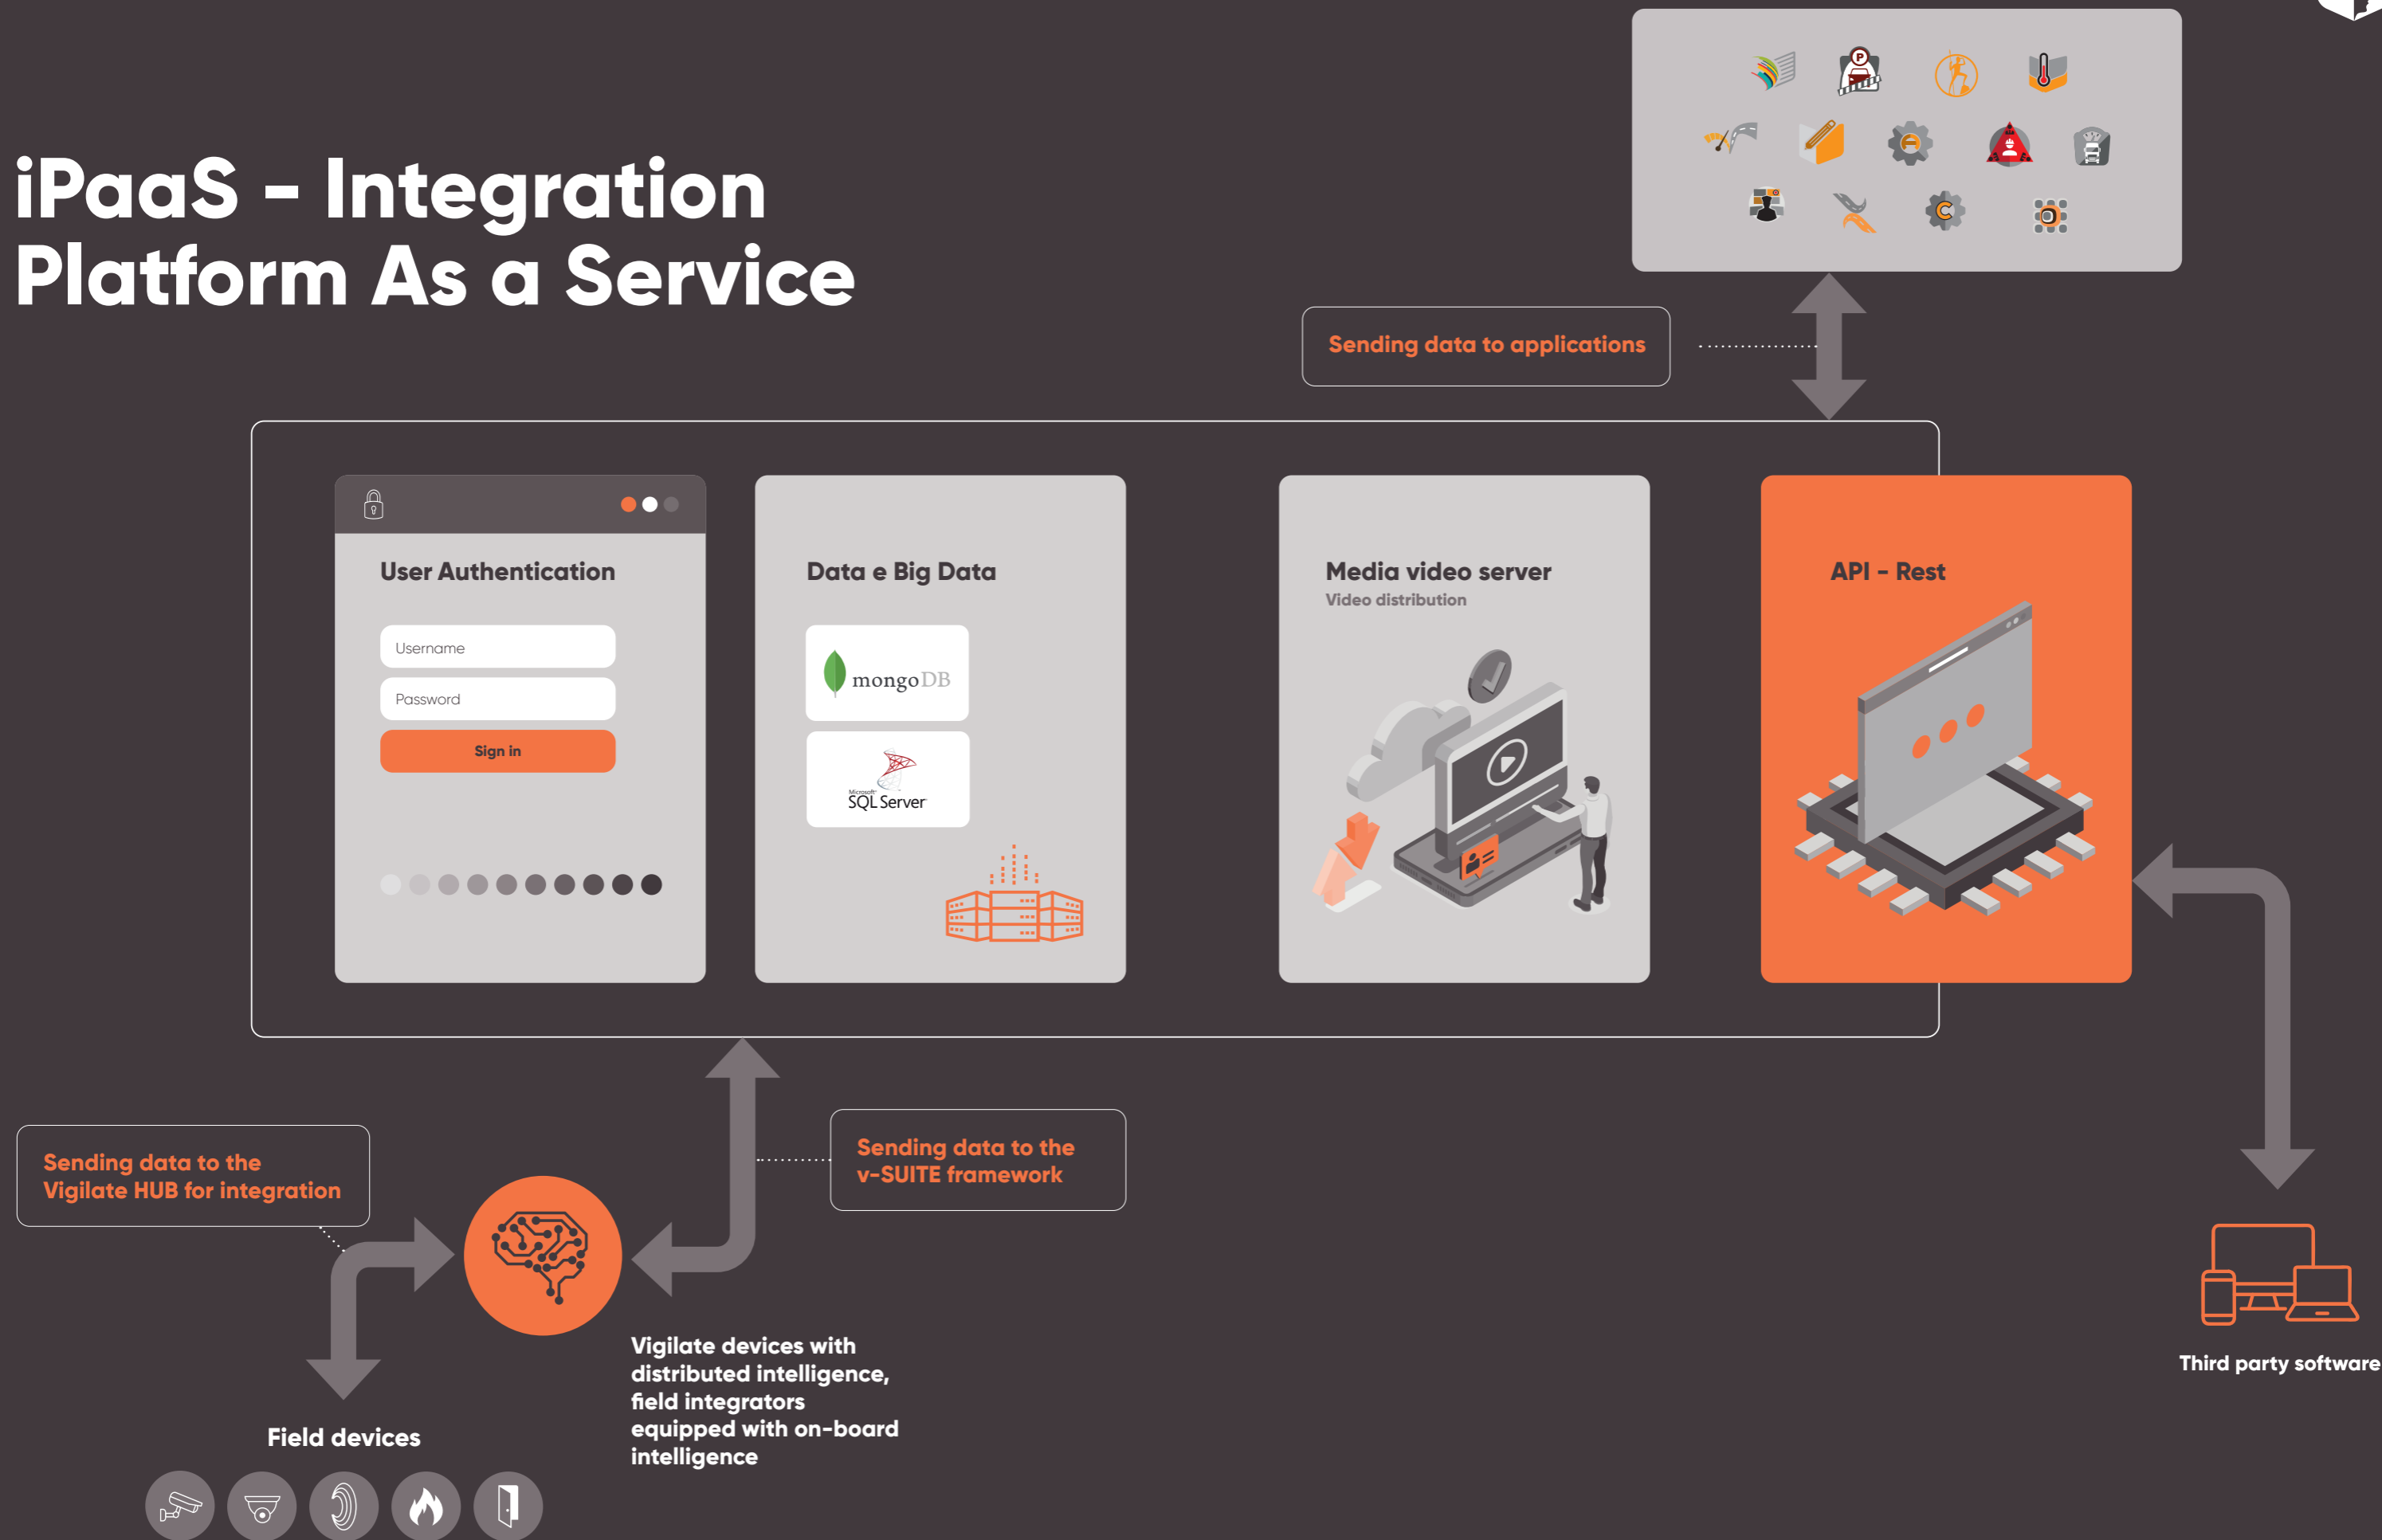 iPaaS - Integration
Platform As a Service
P
C
Sending data to applications
User Authentication
Username
Password
Sign in
Data e Big Data
mongoDB
Microsoft
SQL Server
Media video server
Video distribution
API - Rest
Sending data to the
Vigilate HUB for integration
Sending data to the
v-SUITE framework
Vigilate devices with
distributed intelligence,
field integrators
equipped with on-board
intelligence
Field devices
Third party software